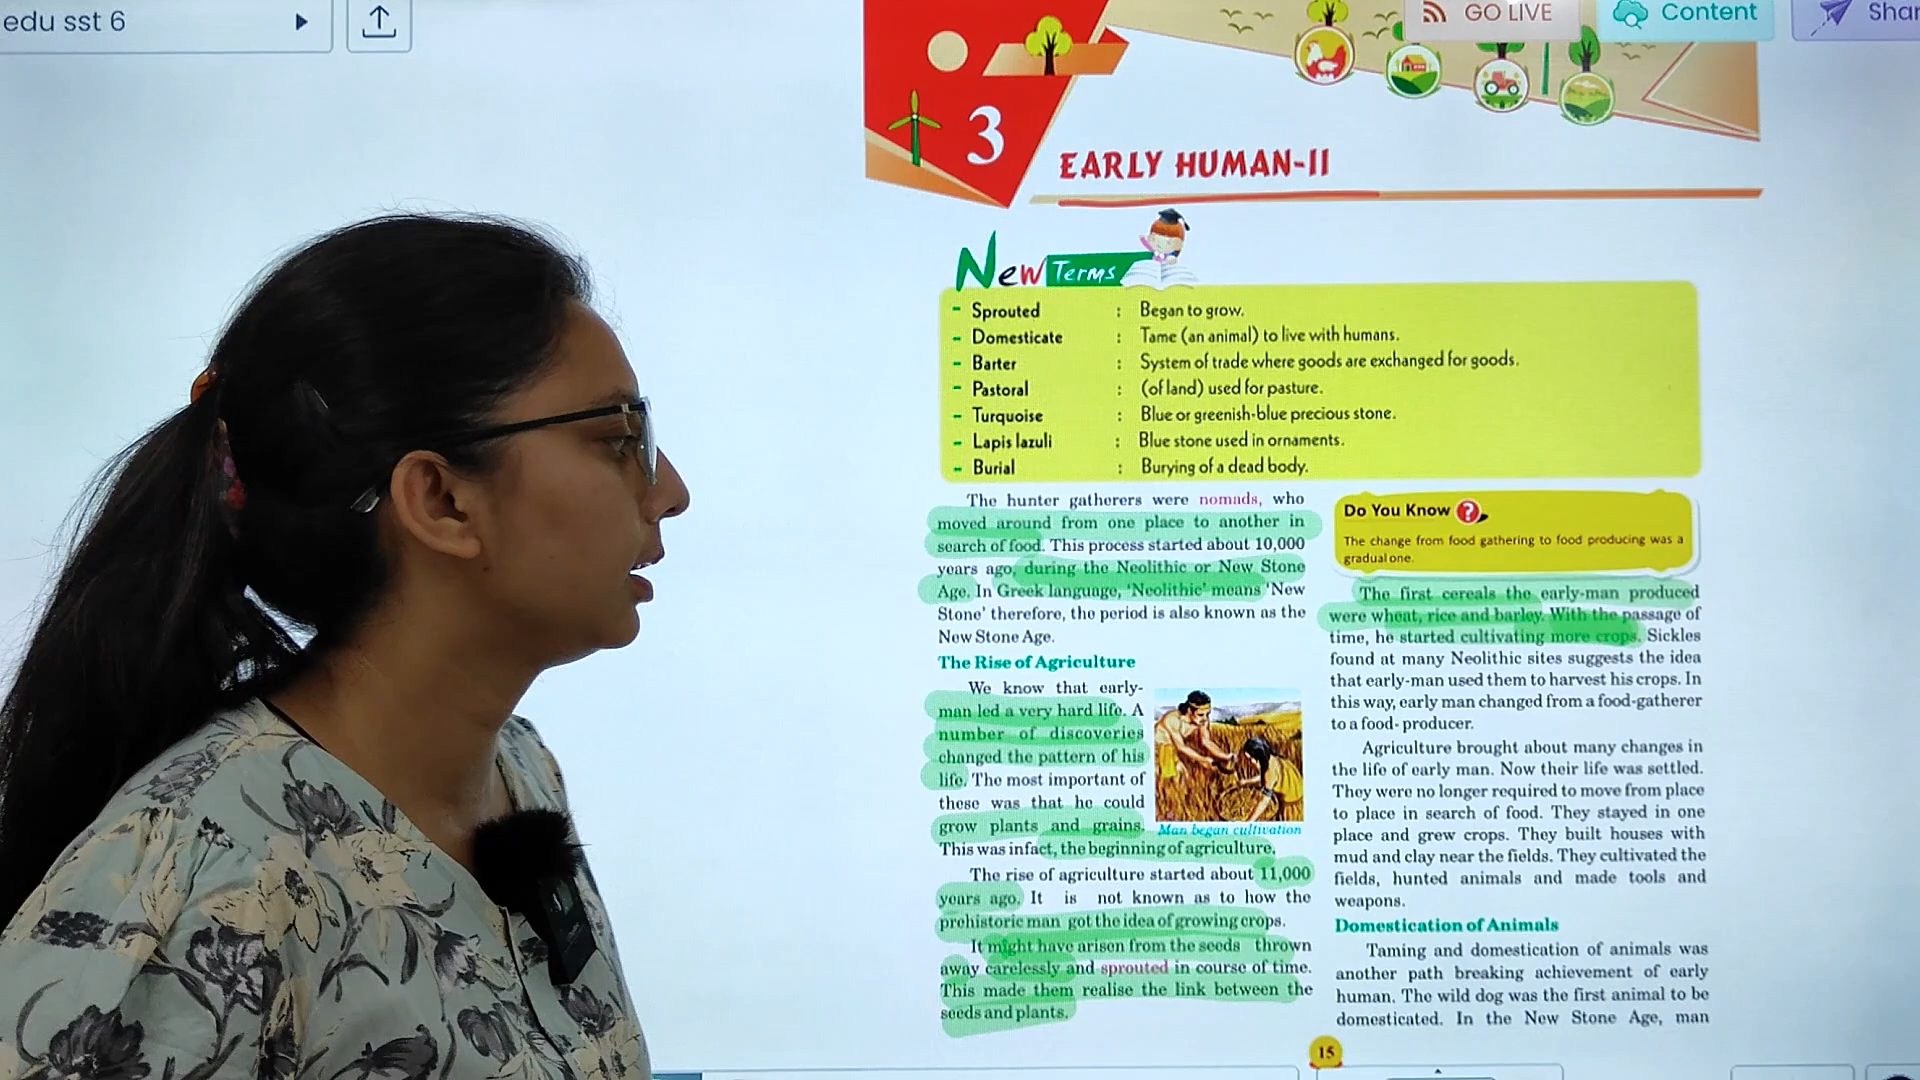 edu sst 6
GO LIVE
Content
3
EARLY HUMAN-II
New Terms
- Sprouted : Began to grow.
- Domesticate : Tame (an animal) to live with humans.
- Barter : System of trade where goods are exchanged for goods.
- Pastoral : (of land) used for pasture.
- Turquoise : Blue or greenish-blue precious stone.
- Lapis lazuli : Blue stone used in ornaments.
- Burial : Burying of a dead body.
The hunter gatherers were nomads, who
moved around from one place to another in
search of food. This process started about 10,000
years ago, during the Neolithic or New Stone
Age. In Greek language, 'Neolithic' means 'New
Stone' therefore, the period is also known as the
New Stone Age.
The Rise of Agriculture
We know that early-
man led a very hard life. A
number of discoveries
changed the pattern of his
life. The most important of
these was that he could
grow plants and grains.
Man began cultivation
This was infact, the beginning of agriculture.
The rise of agriculture started about 11,000
years ago. It is not known as to how the
prehistoric man got the idea of growing crops.
It might have arisen from the seeds thrown
away carelessly and sprouted in course of time.
This made them realise the link between the
seeds and plants.
Do You Know ?
The change from food gathering to food producing was a
gradual one.
The first cereals the early-man produced
were wheat, rice and barley. With the passage of
time, he started cultivating more crops. Sickles
found at many Neolithic sites suggests the idea
that early-man used them to harvest his crops. In
this way, early man changed from a food-gatherer
to a food- producer.
Agriculture brought about many changes in
the life of early man. Now their life was settled.
They were no longer required to move from place
to place in search of food. They stayed in one
place and grew crops. They built houses with
mud and clay near the fields. They cultivated the
fields, hunted animals and made tools and
weapons.
Domestication of Animals
Taming and domestication of animals was
another path breaking achievement of early
human. The wild dog was the first animal to be
domesticated. In the New Stone Age, man
15